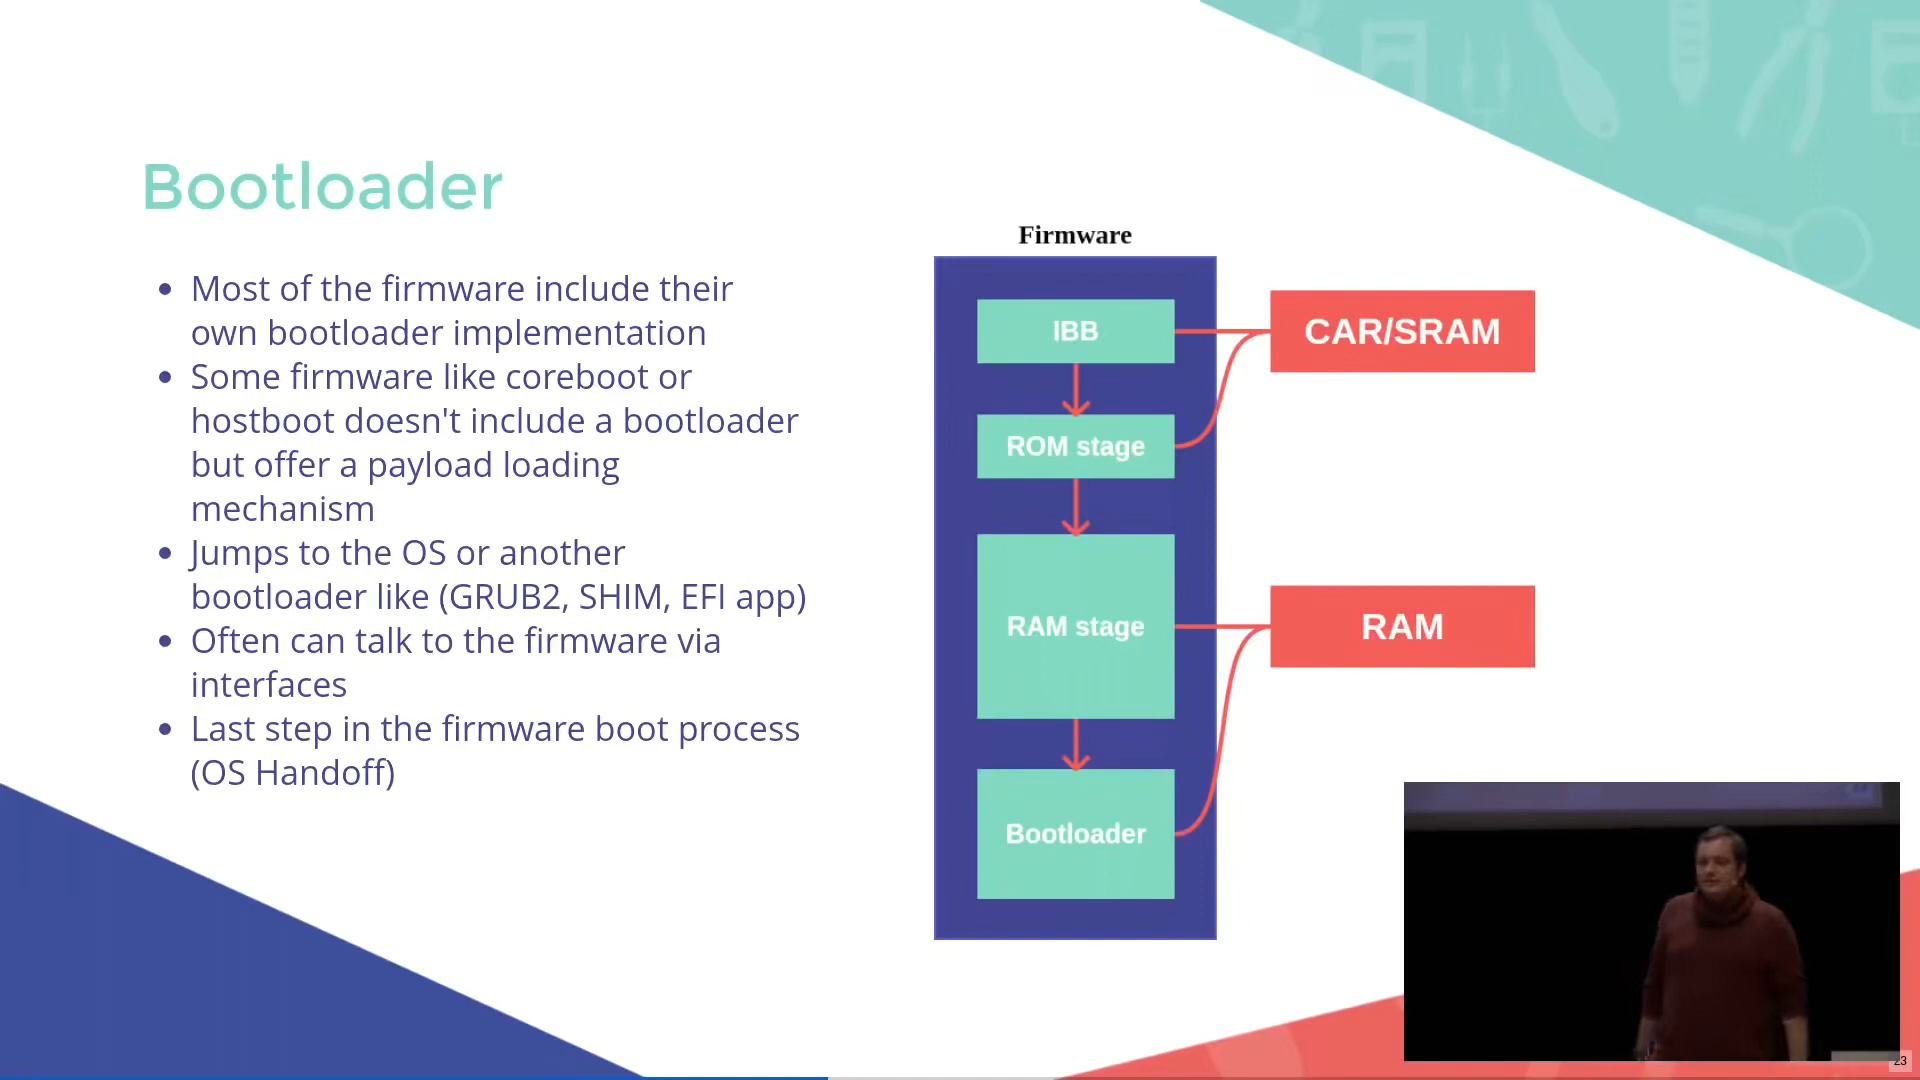 Bootloader
Most of the firmware include their
own bootloader implementation
Some firmware like coreboot or
hostboot doesn't include a bootloader
but offer a payload loading
mechanism
Jumps to the OS or another
bootloader like (GRUB2, SHIM, EFI app)
Often can talk to the firmware via
interfaces
Last step in the firmware boot process
(OS Handoff)
Firmware
IBB
CAR/SRAM
ROM stage
RAM stage
RAM
Bootloader
23